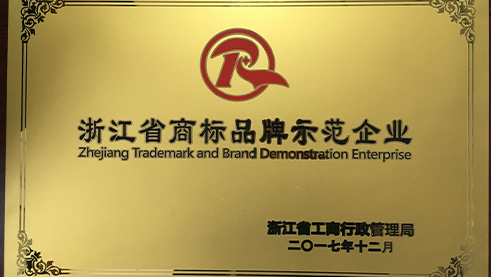 浙江省商标品牌示范企业
Zhejiang Trademark and Brand Demonstration Enterprise
浙江省工商行政管理局
二〇一七年十二月